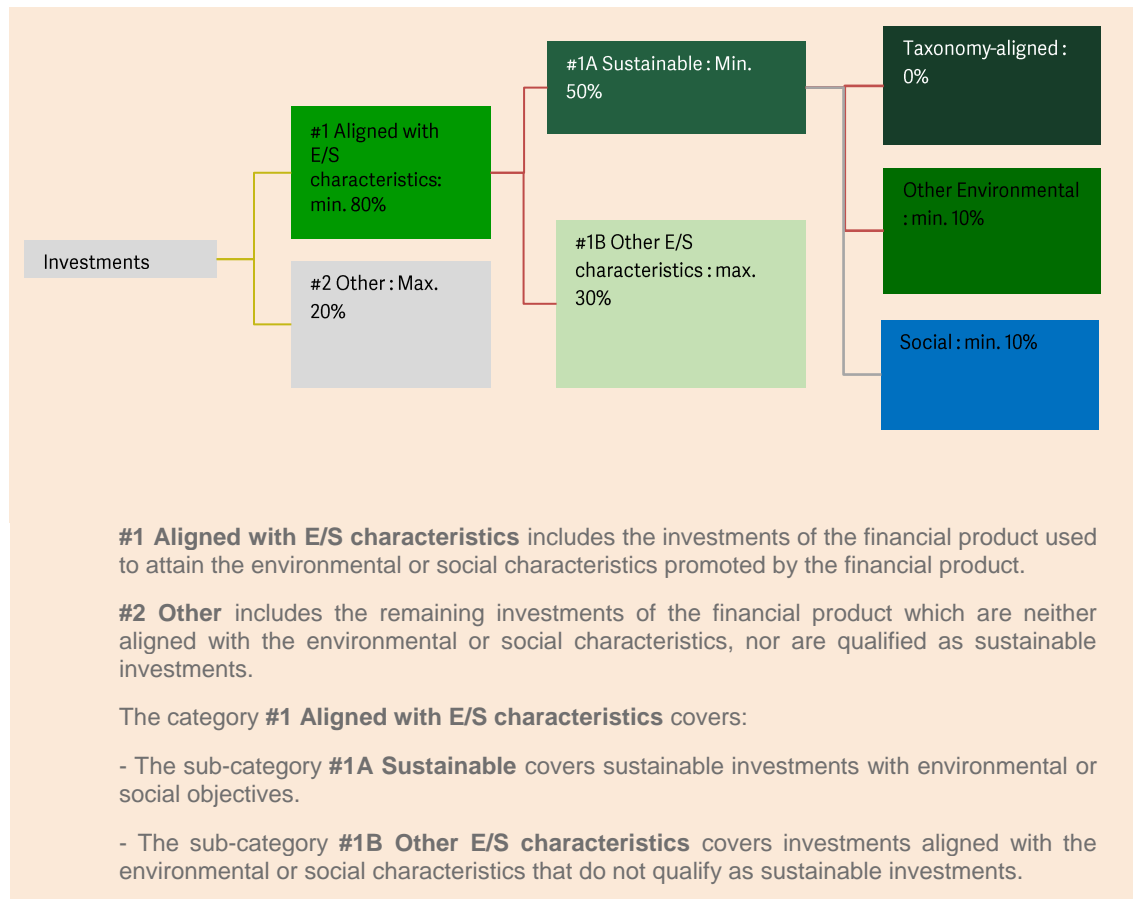 Investments
#1 Aligned with
E/S
characteristics:
min. 80%
#2 Other : Max.
20%
#1A Sustainable : Min.
50%
#1B Other E/S
characteristics : max.
30%
Taxonomy-aligned :
0%
Other Environmental
: min. 10%
Social : min. 10%
#1 Aligned with E/S characteristics includes the investments of the financial product used
to attain the environmental or social characteristics promoted by the financial product.
#2 Other includes the remaining investments of the financial product which are neither
aligned with the environmental or social characteristics, nor are qualified as sustainable
investments.
The category #1 Aligned with E/S characteristics covers:
- The sub-category #1A Sustainable covers sustainable investments with environmental or
social objectives.
- The sub-category #1B Other E/S characteristics covers investments aligned with the
environmental or social characteristics that do not qualify as sustainable investments.